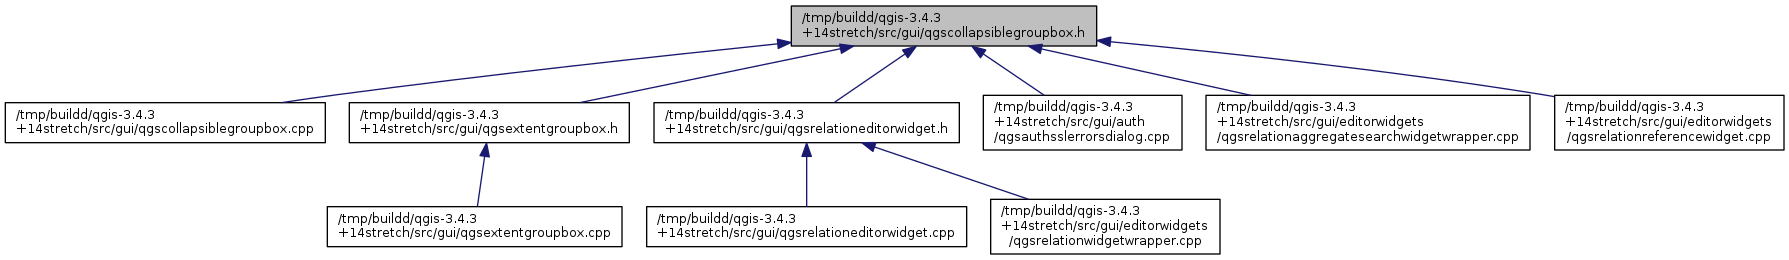 /tmp/buildd/qgis-3.4.3
+14stretch/src/gui/qgscollapsiblegroupbox.h
/tmp/buildd/qgis-3.4.3
+14stretch/src/gui/qgscollapsiblegroupbox.cpp
/tmp/buildd/qgis-3.4.3
+14stretch/src/gui/qgsextentgroupbox.h
/tmp/buildd/qgis-3.4.3
+14stretch/src/gui/qgsrelationeditorwidget.h
/tmp/buildd/qgis-3.4.3
+14stretch/src/gui/auth
/qgsauthsslerrorsdialog.cpp
/tmp/buildd/qgis-3.4.3
+14stretch/src/gui/editorwidgets
/qgsrelationaggregatesearchwidgetwrapper.cpp
/tmp/buildd/qgis-3.4.3
+14stretch/src/gui/editorwidgets
/qgsrelationreferencewidget.cpp
/tmp/buildd/qgis-3.4.3
+14stretch/src/gui/qgsextentgroupbox.cpp
/tmp/buildd/qgis-3.4.3
+14stretch/src/gui/qgsrelationeditorwidget.cpp
/tmp/buildd/qgis-3.4.3
+14stretch/src/gui/editorwidgets
/qgsrelationwidgetwrapper.cpp